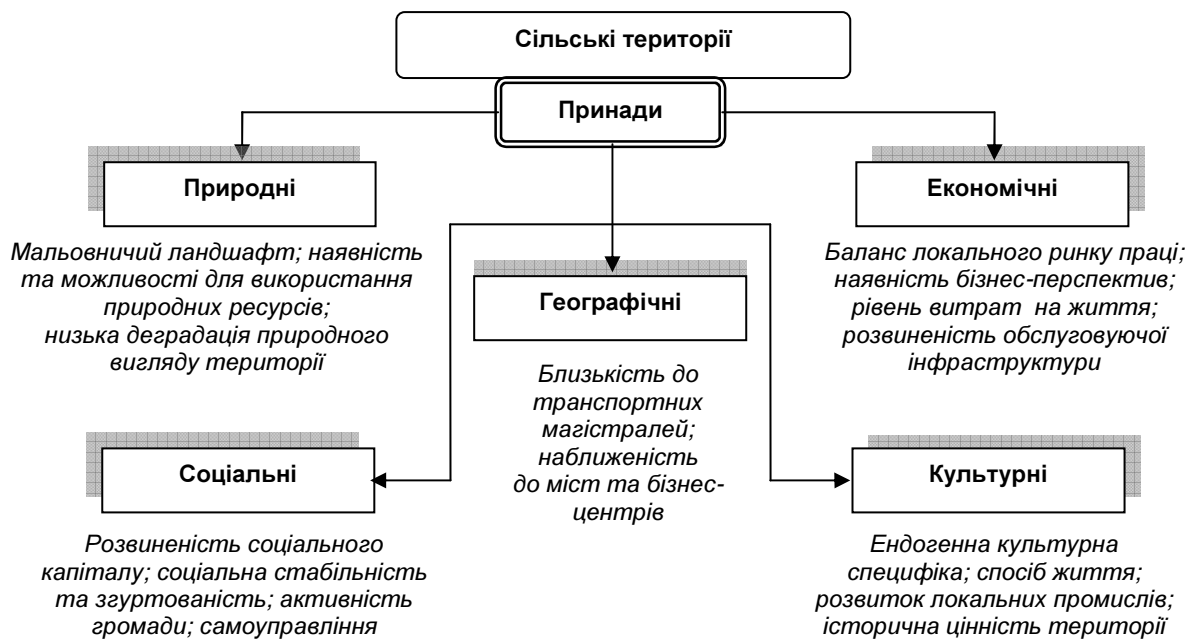 Сільські території
Принади
Природні
Мальовничий ландшафт; наявність
та можливості для використання
природних ресурсів;
низька деградація природного
вигляду території
Економічні
Баланс локального ринку праці;
наявність бізнес-перспектив;
рівень витрат на життя;
розвиненість обслуговуючої
інфраструктури
Географічні
Близькість до
транспортних
магістралей;
наближеність
до міст та бізнес-
центрів
Соціальні
Розвиненість соціального
капіталу; соціальна стабільність
та згуртованість; активність
громади; самоуправління
Культурні
Ендогенна культурна
специфіка; спосіб життя;
розвиток локальних промислів;
історична цінність території